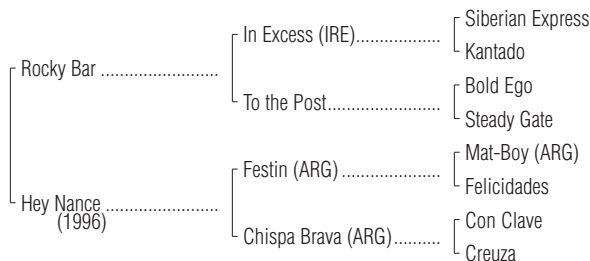 Siberian Express
In Excess (IRE)..................
Kantado
Rocky Bar .........................
Bold Ego
To the Post........................
Steady Gate
Mat-Boy (ARG)
Festin (ARG) .....................
Felicidades
Hey Nance ........................
(1996)
Con Clave
Chispa Brava (ARG)..........
Creuza